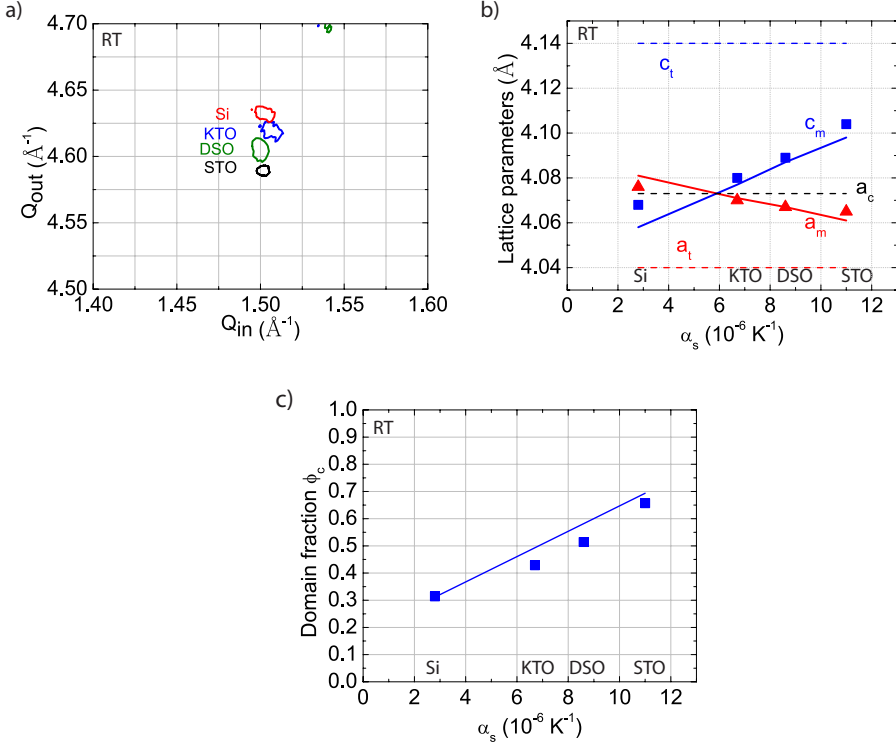 a)
RT
4.70
4.65
4.60
4.55
4.50
Q_out (Å⁻¹)
Si
KTO
DSO
STO
1.40
1.45
1.50
1.55
1.60
Q_in (Å⁻¹)
b)
RT
4.14
4.12
4.10
4.08
4.06
4.04
Lattice parameters (Å)
c_t
c_m
a_c
a_m
a_t
Si
KTO
DSO
STO
0
2
4
6
8
10
12
α_s (10⁻⁶ K⁻¹)
c)
RT
1.0
0.9
0.8
0.7
0.6
0.5
0.4
0.3
0.2
0.1
0.0
Domain fraction ϕ_c
Si
KTO
DSO
STO
0
2
4
6
8
10
12
α_s (10⁻⁶ K⁻¹)